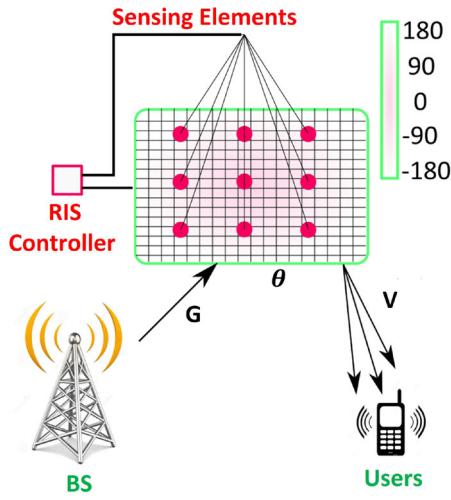 Sensing Elements
180
90
0
-90
-180
RIS
Controller
θ
G
V
BS
Users